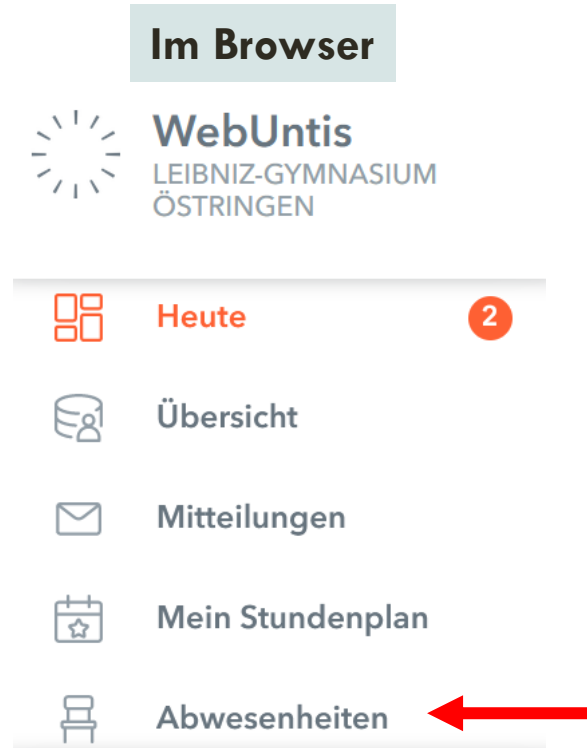 Im Browser
WebUntis
LEIBNIZ-GYMNASIUM
ÖSTRINGEN
Heute 2
Übersicht
Mitteilungen
Mein Stundenplan
Abwesenheiten